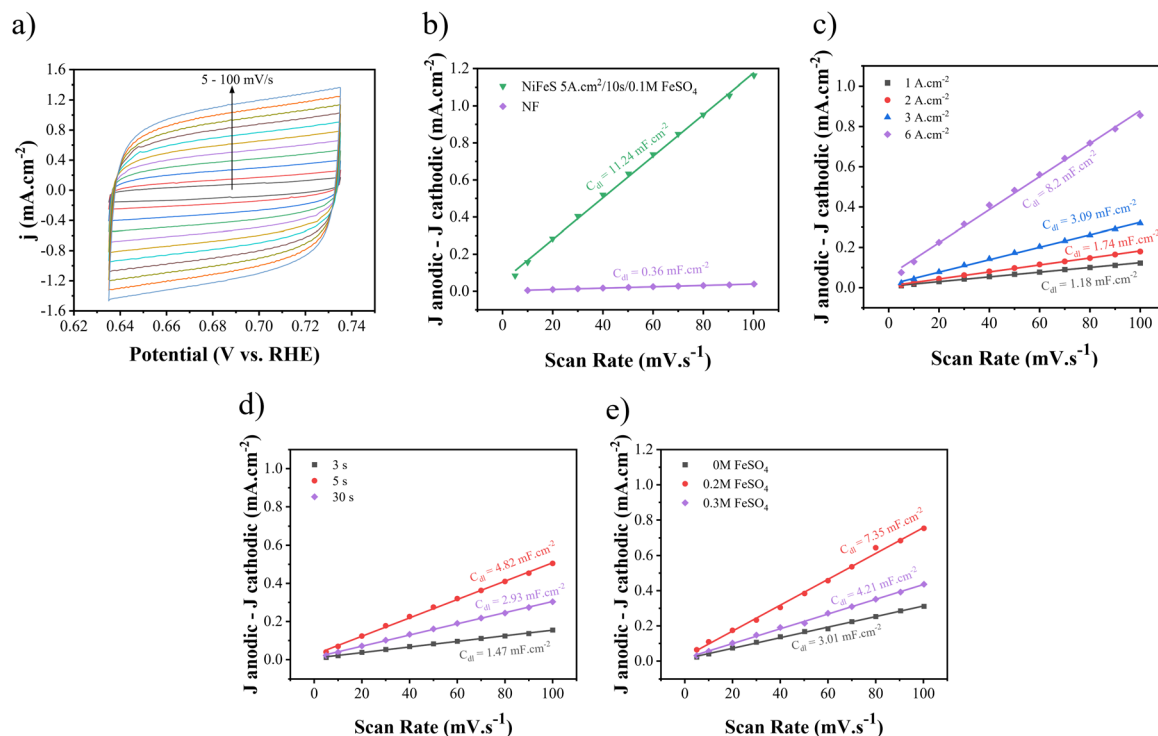 a)
j (mA.cm-2)
1.6
1.2
0.8
0.4
0.0
-0.4
-0.8
-1.2
-1.6
5 - 100 mV/s
0.62 0.64 0.66 0.68 0.70 0.72 0.74
Potential (V vs. RHE)
b)
J anodic - J cathodic (mA.cm-2)
1.2
1.0
0.8
0.6
0.4
0.2
0.0
NiFeS 5A.cm2/10s/0.1M FeSO4
NF
Cdl = 11.24 mF.cm-2
Cdl = 0.36 mF.cm-2
0 20 40 60 80 100
Scan Rate (mV.s-1)
c)
J anodic - J cathodic (mA.cm-2)
1.2
1.0
0.8
0.6
0.4
0.2
0.0
1 A.cm-2
2 A.cm-2
3 A.cm-2
6 A.cm-2
Cdl = 8.2 mF.cm-2
Cdl = 3.09 mF.cm-2
Cdl = 1.74 mF.cm-2
Cdl = 1.18 mF.cm-2
0 20 40 60 80 100
Scan Rate (mV.s-1)
d)
J anodic - J cathodic (mA.cm-2)
1.2
1.0
0.8
0.6
0.4
0.2
0.0
3 s
5 s
30 s
Cdl = 4.82 mF.cm-2
Cdl = 2.93 mF.cm-2
Cdl = 1.47 mF.cm-2
0 20 40 60 80 100
Scan Rate (mV.s-1)
e)
J anodic - J cathodic (mA.cm-2)
1.2
1.0
0.8
0.6
0.4
0.2
0.0
0M FeSO4
0.2M FeSO4
0.3M FeSO4
Cdl = 7.35 mF.cm-2
Cdl = 4.21 mF.cm-2
Cdl = 3.01 mF.cm-2
0 20 40 60 80 100
Scan Rate (mV.s-1)